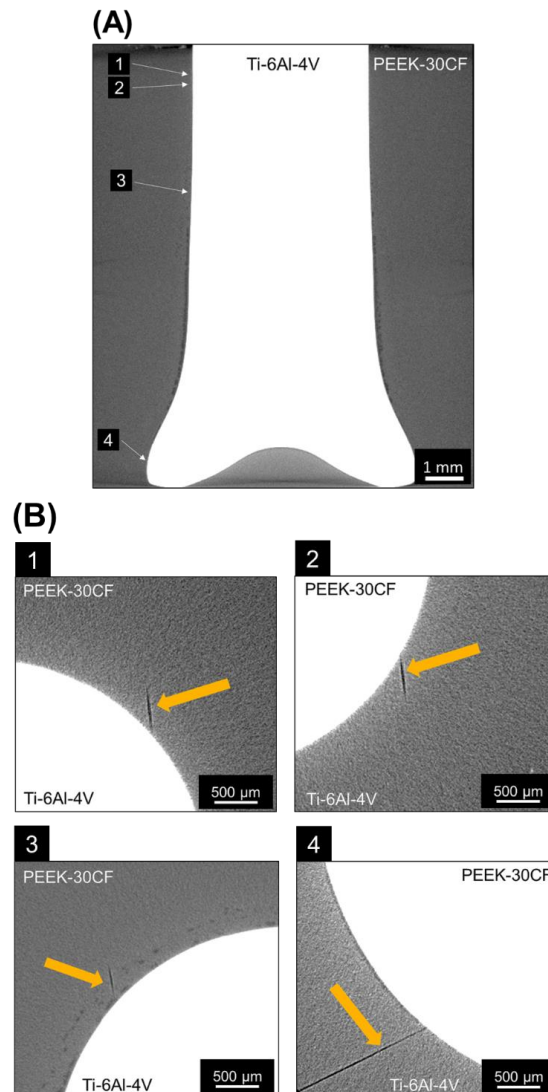 (A)
Ti-6Al-4V PEEK-30CF
1
2
3
4
1 mm
(B)
1
PEEK-30CF
Ti-6Al-4V
500 µm
2
PEEK-30CF
Ti-6Al-4V
500 µm
3
PEEK-30CF
Ti-6Al-4V
500 µm
4
PEEK-30CF
Ti-6Al-4V
500 µm